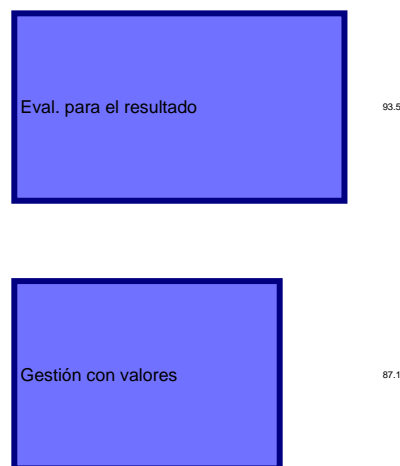 Eval. para el resultado 93.5
Gestión con valores 87.1